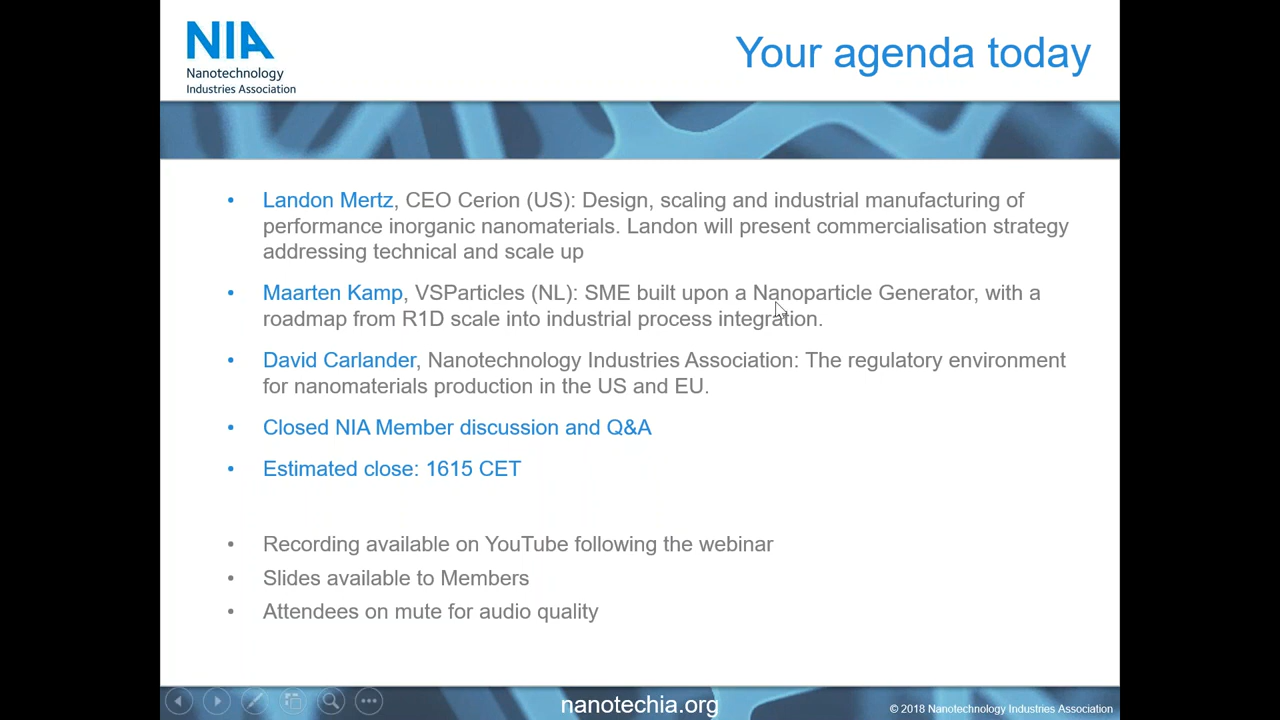 NIA
Nanotechnology
Industries Association
Your agenda today
• Landon Mertz, CEO Cerion (US): Design, scaling and industrial manufacturing of
performance inorganic nanomaterials. Landon will present commercialisation strategy
addressing technical and scale up
• Maarten Kamp, VSParticles (NL): SME built upon a Nanoparticle Generator, with a
roadmap from R1D scale into industrial process integration.
• David Carlander, Nanotechnology Industries Association: The regulatory environment
for nanomaterials production in the US and EU.
• Closed NIA Member discussion and Q&A
• Estimated close: 1615 CET
• Recording available on YouTube following the webinar
• Slides available to Members
• Attendees on mute for audio quality
nanotechia.org
© 2018 Nanotechnology Industries Association